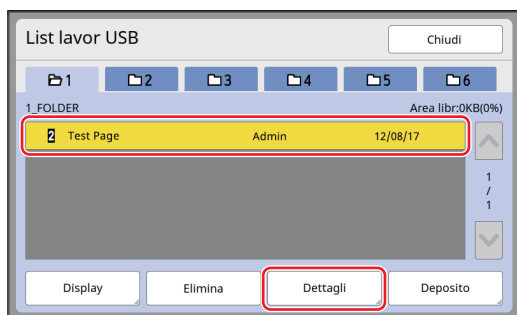 List lavor USB
Chiudi
1 2 3 4 5 6
1_FOLDER Area libr:0KB(0%)
2 Test Page Admin 12/08/17
1
/
1
Display Elimina Dettagli Deposito